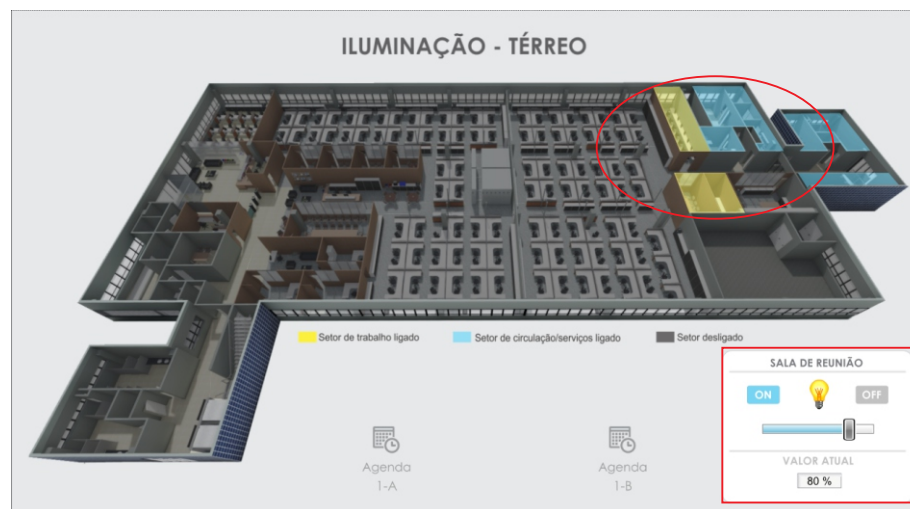 ILUMINAÇÃO - TÉRREO
Setor de trabalho ligado
Setor de circulação/serviços ligado
Setor desligado
SALA DE REUNIÃO
ON
OFF
VALOR ATUAL
80 %
Agenda
1-A
Agenda
1-B